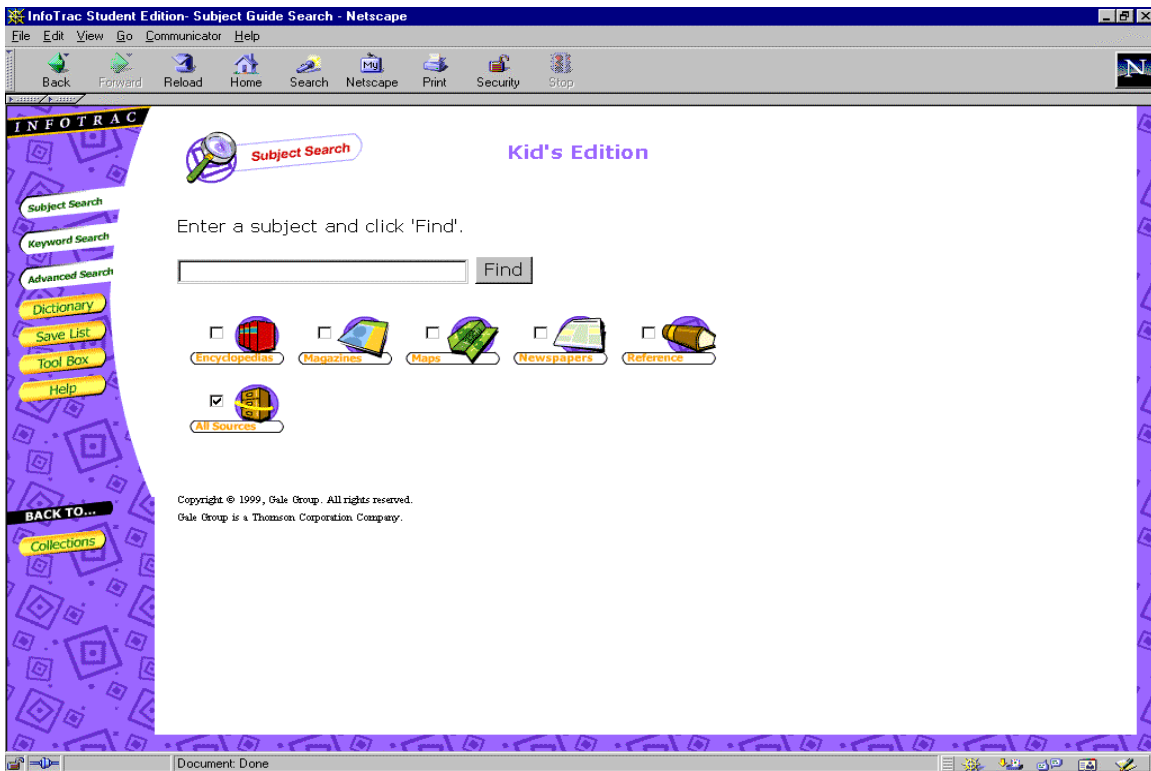 InfoTrac Student Edition- Subject Guide Search - Netscape
File Edit View Go Communicator Help
Back Forward Reload Home Search Netscape Print Security Stop
My
N
INFOTRAC
Subject Search
Kid's Edition
Subject Search
Keyword Search
Advanced Search
Dictionary
Save List
Tool Box
Help
BACK TO...
Collections
Enter a subject and click 'Find'.
Find
Encyclopedias Magazines Maps Newspapers Reference
All Sources
Copyright © 1999, Gale Group. All rights reserved.
Gale Group is a Thomson Corporation Company.
Document: Done